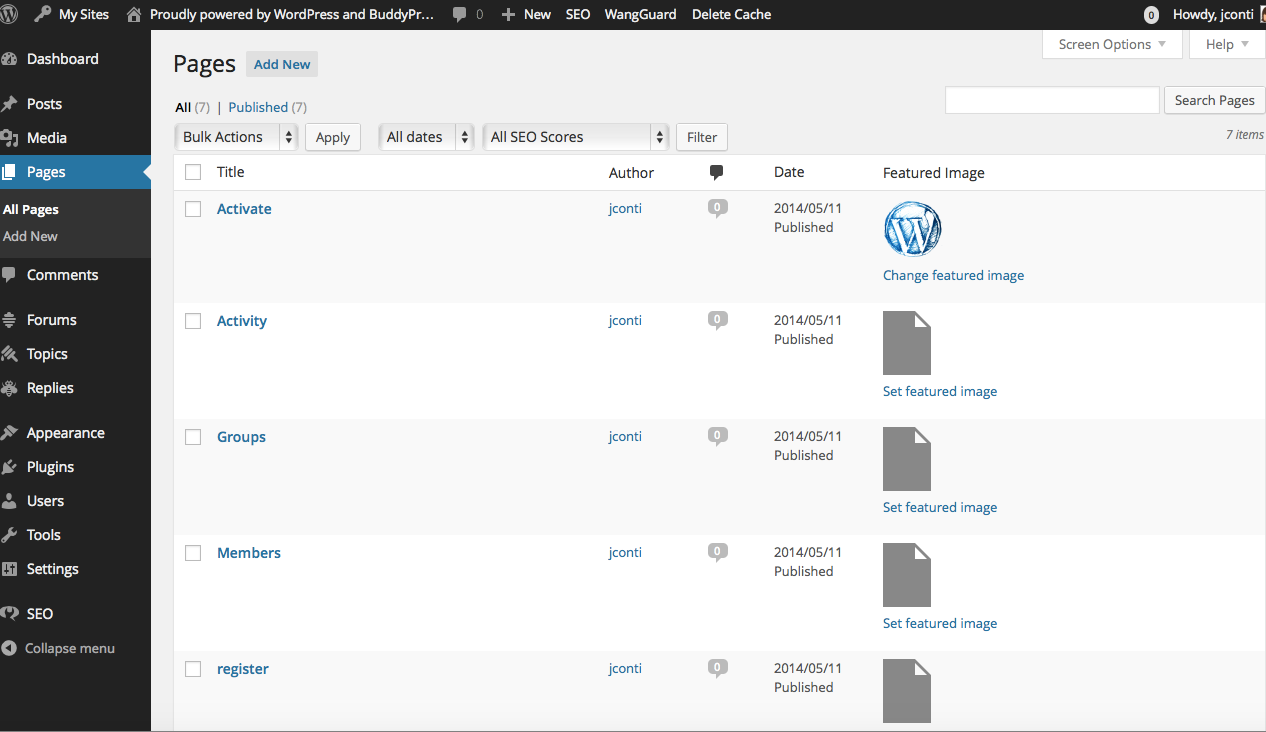 My Sites Proudly powered by WordPress and BuddyPr... 0 New SEO WangGuard Delete Cache 0 Howdy, jconti
Screen Options Help
Dashboard
Posts
Media
Pages
All Pages
Add New
Comments
Forums
Topics
Replies
Appearance
Plugins
Users
Tools
Settings
SEO
Collapse menu
Pages Add New
All (7) | Published (7)
Search Pages
Bulk Actions Apply All dates All SEO Scores Filter
7 items
Title Author Date Featured Image
Activate jconti 0 2014/05/11
Published
Change featured image
Activity jconti 0 2014/05/11
Published
Set featured image
Groups jconti 0 2014/05/11
Published
Set featured image
Members jconti 0 2014/05/11
Published
Set featured image
register jconti 0 2014/05/11
Published